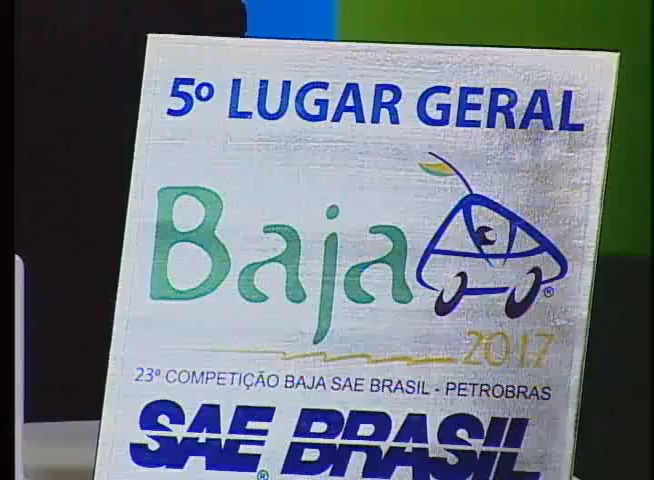 5º LUGAR GERAL
Baja
®
2017
23ª COMPETIÇÃO BAJA SAE BRASIL - PETROBRAS
SAE BRASIL
®